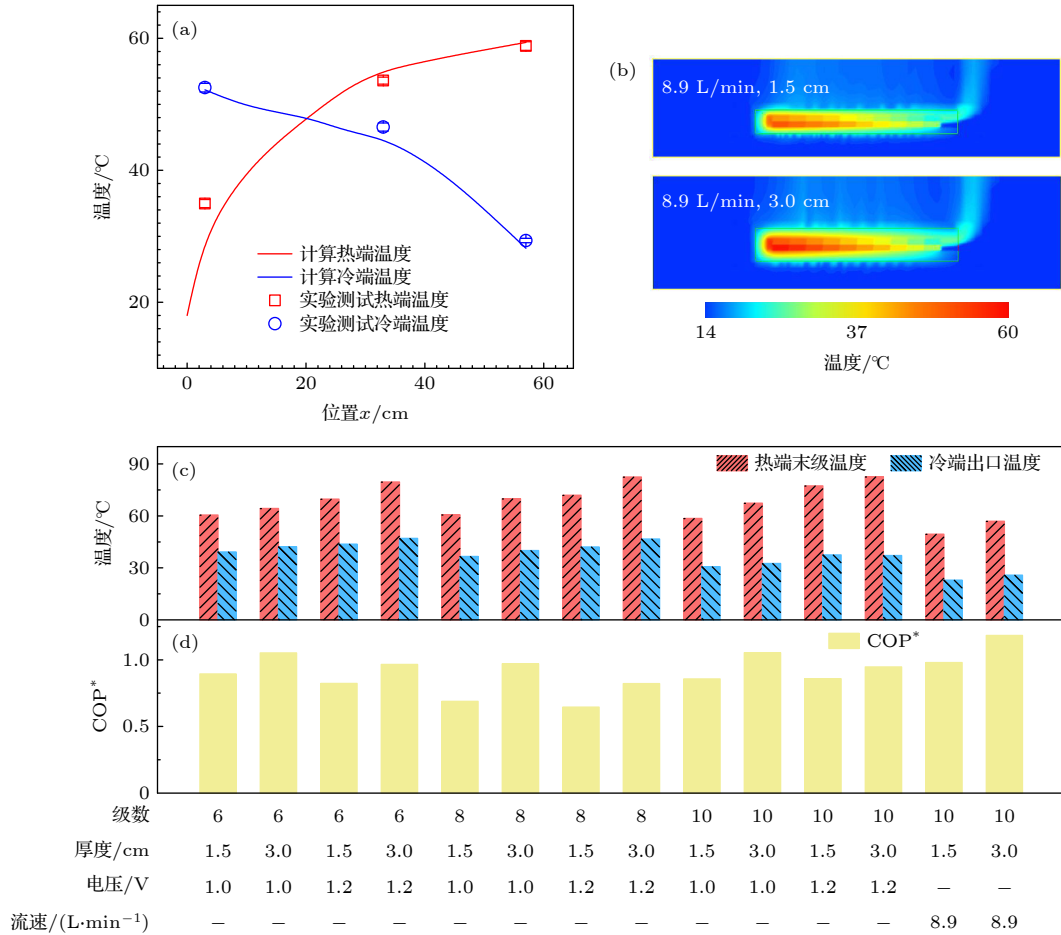 (a)
60
40
20
温度/℃
计算热端温度
计算冷端温度
实验测试热端温度
实验测试冷端温度
0 20 40 60
位置x/cm
(b)
8.9 L/min, 1.5 cm
8.9 L/min, 3.0 cm
14 37 60
温度/℃
(c)
热端末级温度 冷端出口温度
90
60
30
0
温度/℃
(d)
COP*
1.0
0.5
0
COP*
级数 6 6 6 6 8 8 8 8 10 10 10 10 10 10
厚度/cm 1.5 3.0 1.5 3.0 1.5 3.0 1.5 3.0 1.5 3.0 1.5 3.0 1.5 3.0
电压/V 1.0 1.0 1.2 1.2 1.0 1.0 1.2 1.2 1.0 1.0 1.2 1.2 – –
流速/(L·min⁻¹) – – – – – – – – – – – – 8.9 8.9